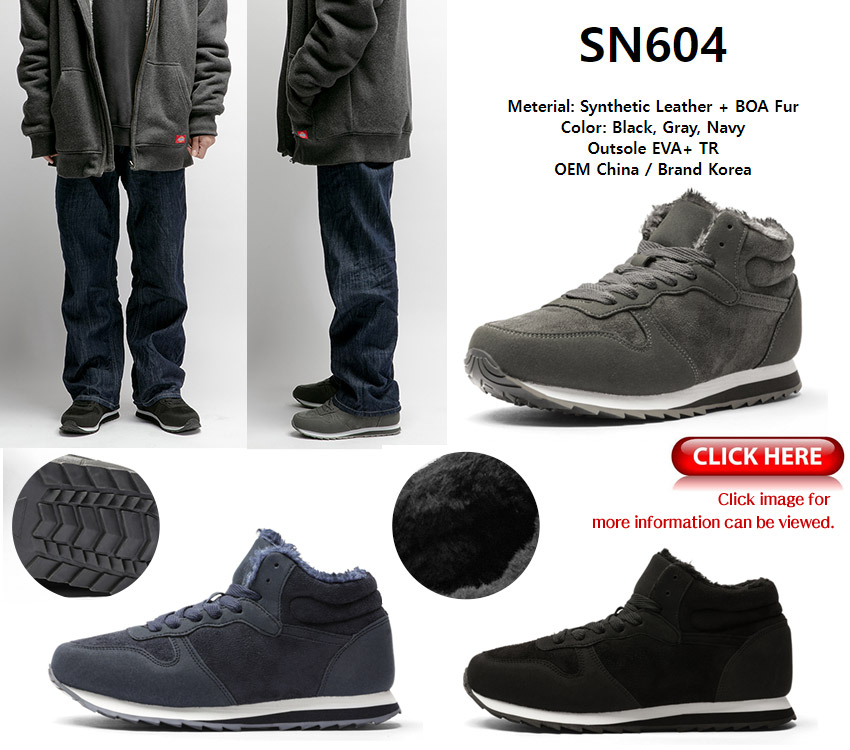 SN604
Meterial: Synthetic Leather + BOA Fur
Color: Black, Gray, Navy
Outsole EVA+ TR
OEM China / Brand Korea
CLICK HERE
Click image for
more information can be viewed.